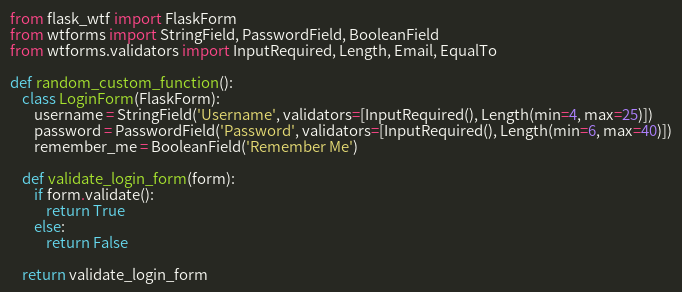 from flask_wtf import FlaskForm
from wtforms import StringField, PasswordField, BooleanField
from wtforms.validators import InputRequired, Length, Email, EqualTo

def random_custom_function():
    class LoginForm(FlaskForm):
        username = StringField('Username', validators=[InputRequired(), Length(min=4, max=25)])
        password = PasswordField('Password', validators=[InputRequired(), Length(min=6, max=40)])
        remember_me = BooleanField('Remember Me')

    def validate_login_form(form):
        if form.validate():
            return True
        else:
            return False

    return validate_login_form